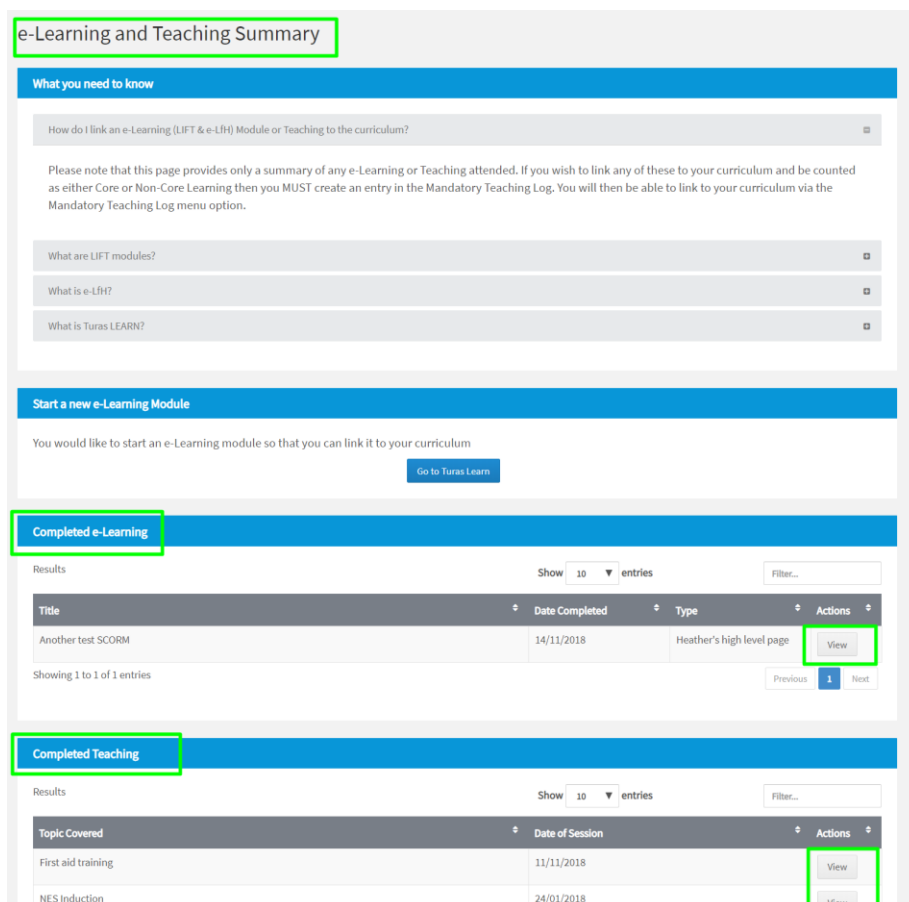 e-Learning and Teaching Summary
What you need to know
How do I link an e-Learning (LIFT & e-LfH) Module or Teaching to the curriculum?
Please note that this page provides only a summary of any e-Learning or Teaching attended. If you wish to link any of these to your curriculum and be counted
as either Core or Non-Core Learning then you MUST create an entry in the Mandatory Teaching Log. You will then be able to link to your curriculum via the
Mandatory Teaching Log menu option.
What are LIFT modules?
What is e-LfH?
What is Turas LEARN?
Start a new e-Learning Module
You would like to start an e-Learning module so that you can link it to your curriculum
Go to Turas Learn
Completed e-Learning
Results Show 10 entries Filter...
Title Date Completed Type Actions
Another test SCORM 14/11/2018 Heather's high level page View
Showing 1 to 1 of 1 entries Previous 1 Next
Completed Teaching
Results Show 10 entries Filter...
Topic Covered Date of Session Actions
First aid training 11/11/2018 View
NES Induction 24/01/2018 View